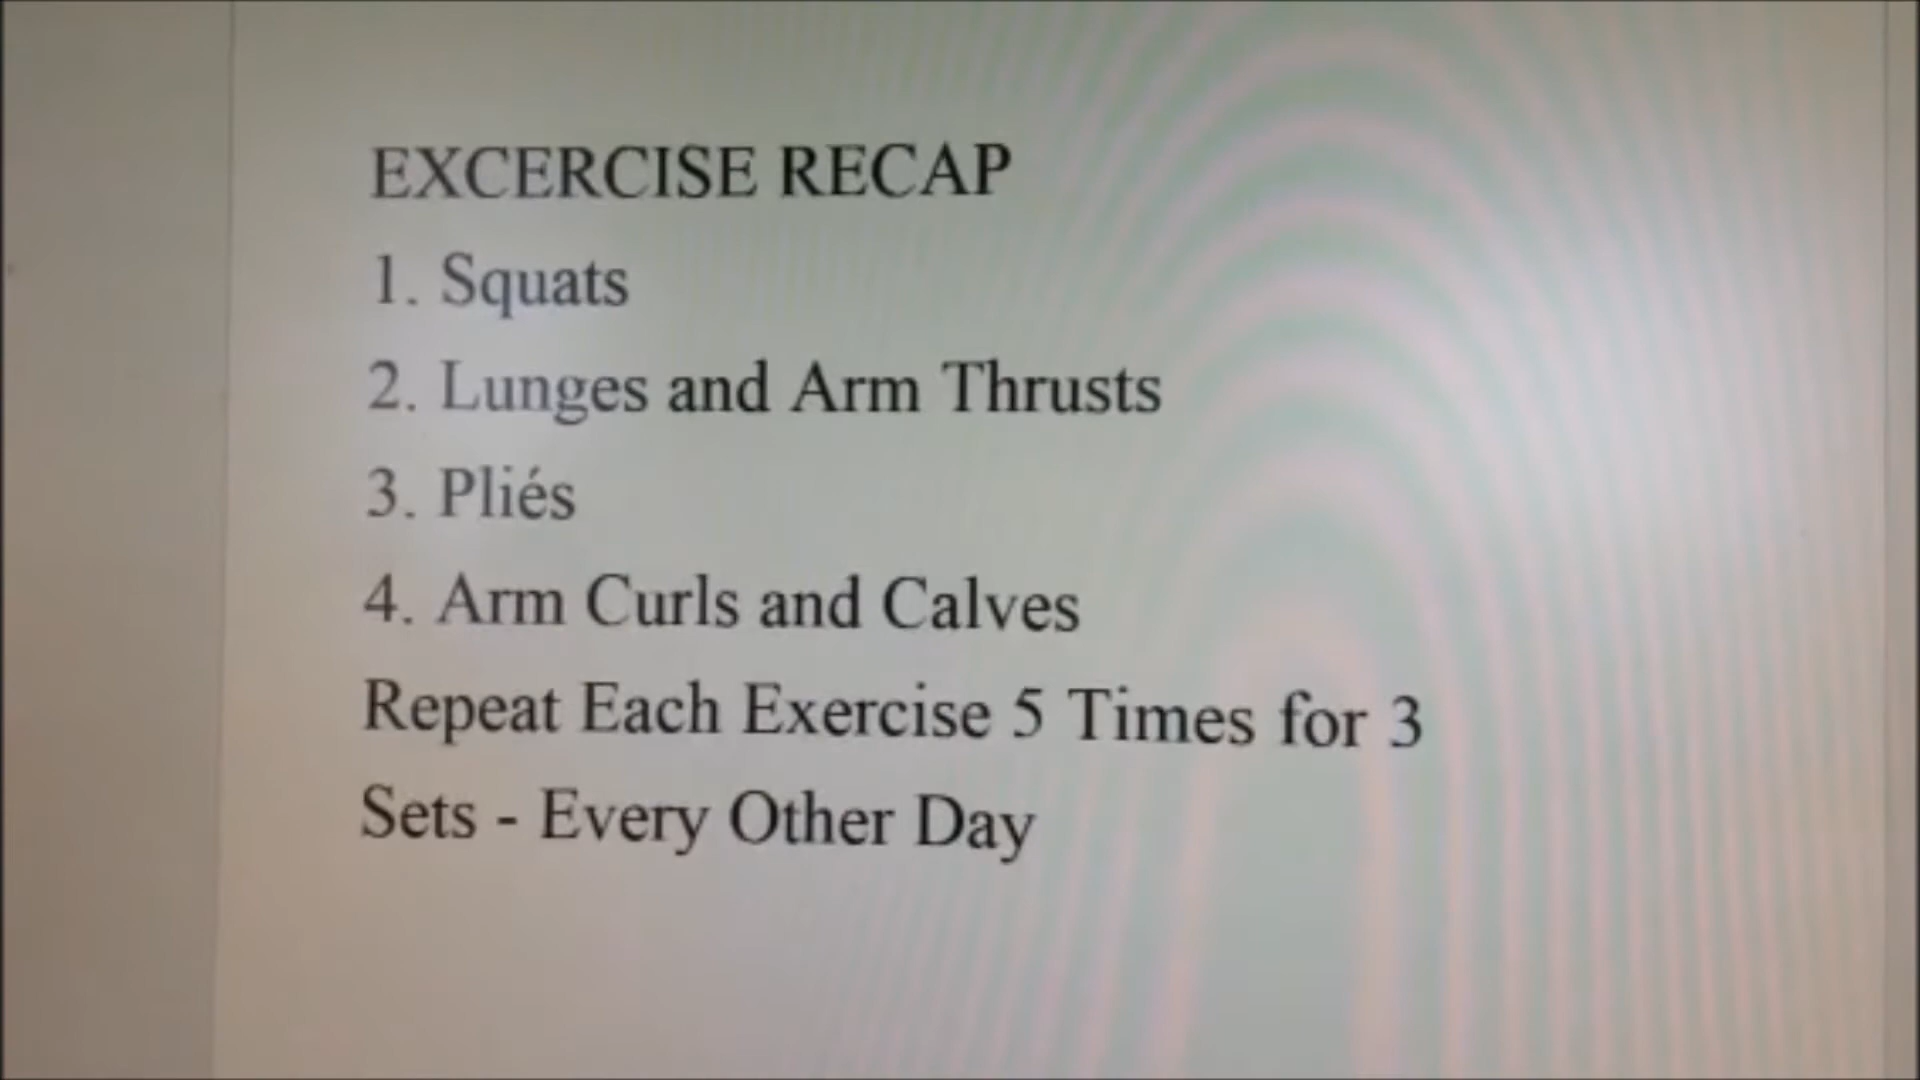 EXCERCISE RECAP
1. Squats
2. Lunges and Arm Thrusts
3. Pliés
4. Arm Curls and Calves
Repeat Each Exercise 5 Times for 3
Sets - Every Other Day